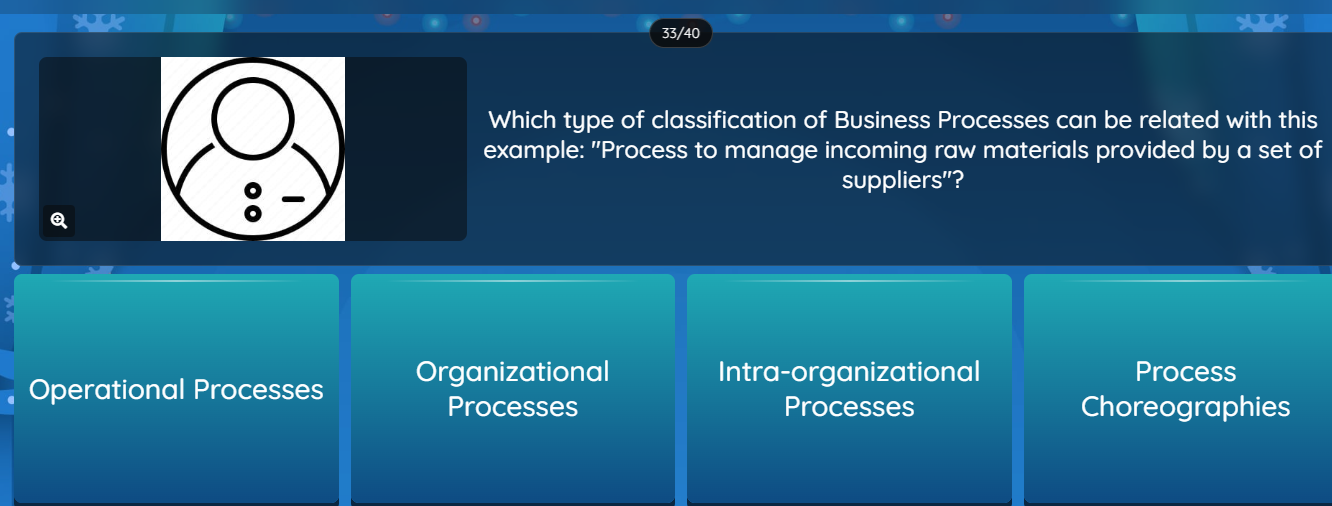 33/40
Which type of classification of Business Processes can be related with this
example: "Process to manage incoming raw materials provided by a set of
suppliers"?
Operational Processes
Organizational
Processes
Intra-organizational
Processes
Process
Choreographies